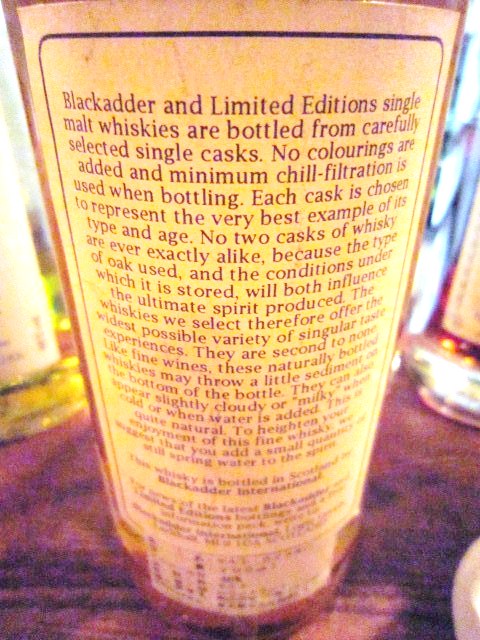 Blackadder and Limited Editions single
malt whiskies are bottled from carefully
selected single casks. No colourings are
added and minimum chill-filtration is
used when bottling. Each cask is chosen
to represent the very best example of its
type and age. No two casks of whisky
are ever exactly alike, because the type
of oak used, and the conditions under
which it is stored, will both influence
the ultimate spirit produced. The
whiskies we select therefore offer the
widest possible variety of singular taste
experiences. They are second to none.
Like fine wines, these naturally bottled
whiskies may throw a little sediment on
the bottom of the bottle. They can also
appear slightly cloudy or "milky" when
cold or when water is added. This is
quite natural. To heighten your
enjoyment of this fine whisky, we
suggest that you add a small quantity of
still spring water to the spirit.
This whisky is bottled in Scotland by
Blackadder International.
of the latest Blackadder
Limited Editions
Blackadder International